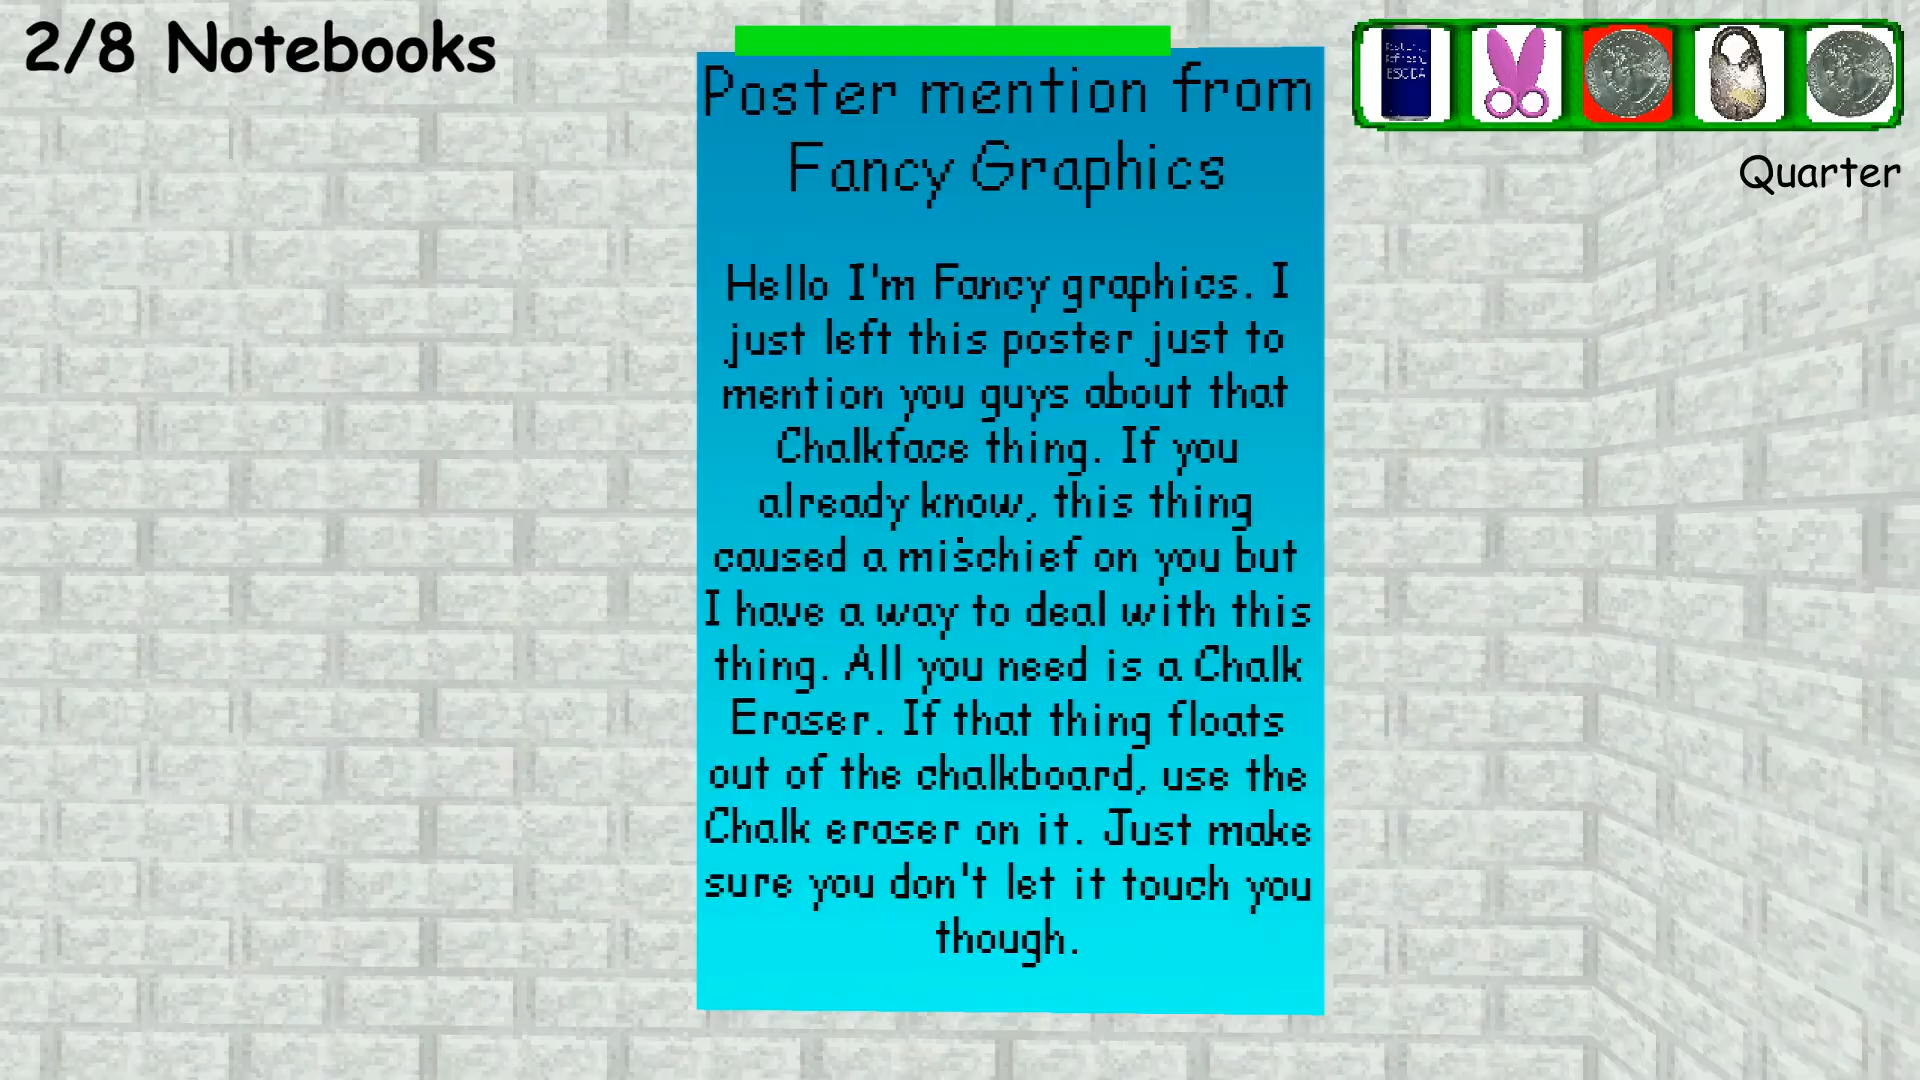 2/8 Notebooks
Quarter
Poster mention from
Fancy Graphics
Hello I'm Fancy graphics. I
just left this poster just to
mention you guys about that
Chalkface thing. If you
already know, this thing
caused a mischief on you but
I have a way to deal with this
thing. All you need is a Chalk
Eraser. If that thing floats
out of the chalkboard, use the
Chalk eraser on it. Just make
sure you don't let it touch you
though.